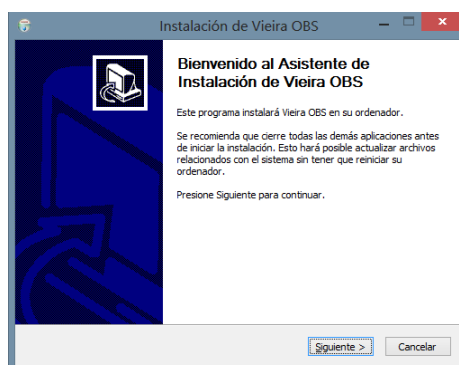 Instalación de Vieira OBS
Bienvenido al Asistente de
Instalación de Vieira OBS
Este programa instalará Vieira OBS en su ordenador.
Se recomienda que cierre todas las demás aplicaciones antes
de iniciar la instalación. Esto hará posible actualizar archivos
relacionados con el sistema sin tener que reiniciar su
ordenador.
Presione Siguiente para continuar.
Siguiente >
Cancelar